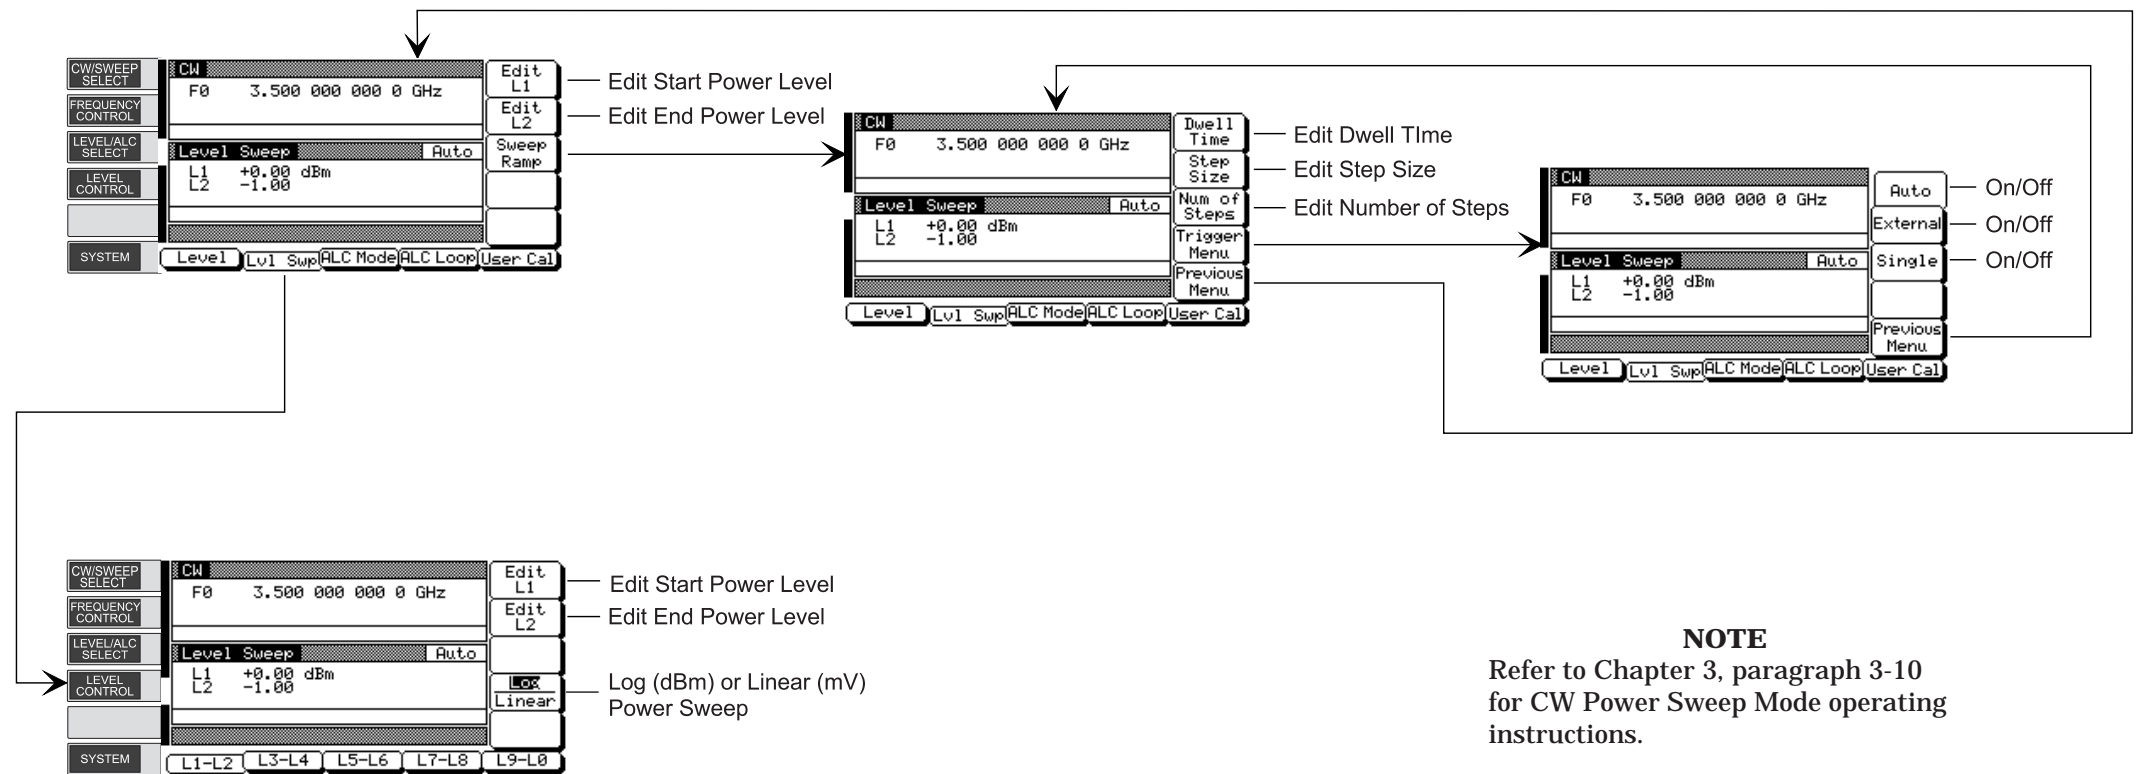 CW/SWEEP
SELECT
FREQUENCY
CONTROL
LEVEL/ALC
SELECT
LEVEL
CONTROL
SYSTEM
CW
F0 3.500 000 000 0 GHz
Level Sweep Auto
L1 +0.00 dBm
L2 -1.00
Edit
L1
Edit
L2
Sweep
Ramp
Level Lvl Swp ALC Mode ALC Loop User Cal
Edit Start Power Level
Edit End Power Level
CW
F0 3.500 000 000 0 GHz
Level Sweep Auto
L1 +0.00 dBm
L2 -1.00
Dwell
Time
Step
Size
Num of
Steps
Trigger
Menu
Previous
Menu
Level Lvl Swp ALC Mode ALC Loop User Cal
Edit Dwell TIme
Edit Step Size
Edit Number of Steps
CW
F0 3.500 000 000 0 GHz
Level Sweep Auto
L1 +0.00 dBm
L2 -1.00
Auto
External
Single
Previous
Menu
Level Lvl Swp ALC Mode ALC Loop User Cal
On/Off
On/Off
On/Off
CW/SWEEP
SELECT
FREQUENCY
CONTROL
LEVEL/ALC
SELECT
LEVEL
CONTROL
SYSTEM
CW
F0 3.500 000 000 0 GHz
Level Sweep Auto
L1 +0.00 dBm
L2 -1.00
Edit
L1
Edit
L2
Log
Linear
L1-L2 L3-L4 L5-L6 L7-L8 L9-L0
Edit Start Power Level
Edit End Power Level
Log (dBm) or Linear (mV)
Power Sweep
NOTE
Refer to Chapter 3, paragraph 3-10
for CW Power Sweep Mode operating
instructions.